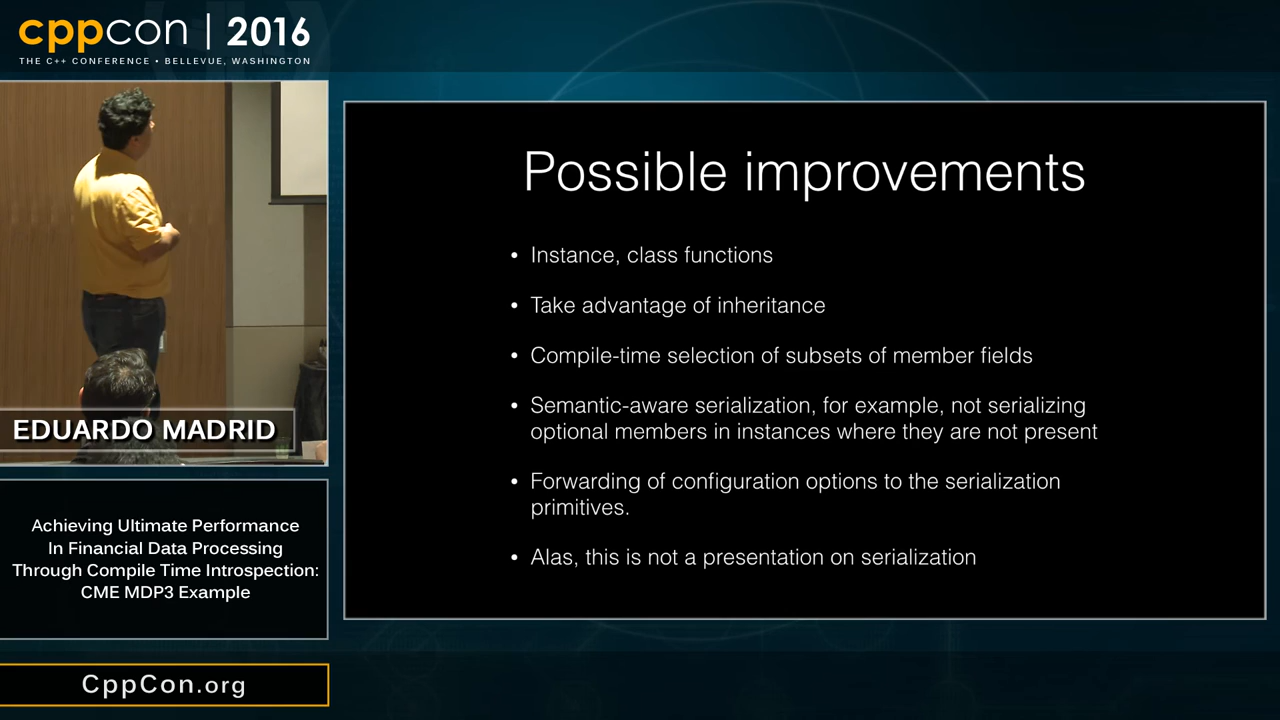 cppcon | 2016
THE C++ CONFERENCE • BELLEVUE, WASHINGTON
Possible improvements
• Instance, class functions
• Take advantage of inheritance
• Compile-time selection of subsets of member fields
• Semantic-aware serialization, for example, not serializing
optional members in instances where they are not present
• Forwarding of configuration options to the serialization
primitives.
• Alas, this is not a presentation on serialization
EDUARDO MADRID
Achieving Ultimate Performance
In Financial Data Processing
Through Compile Time Introspection:
CME MDP3 Example
CppCon.org